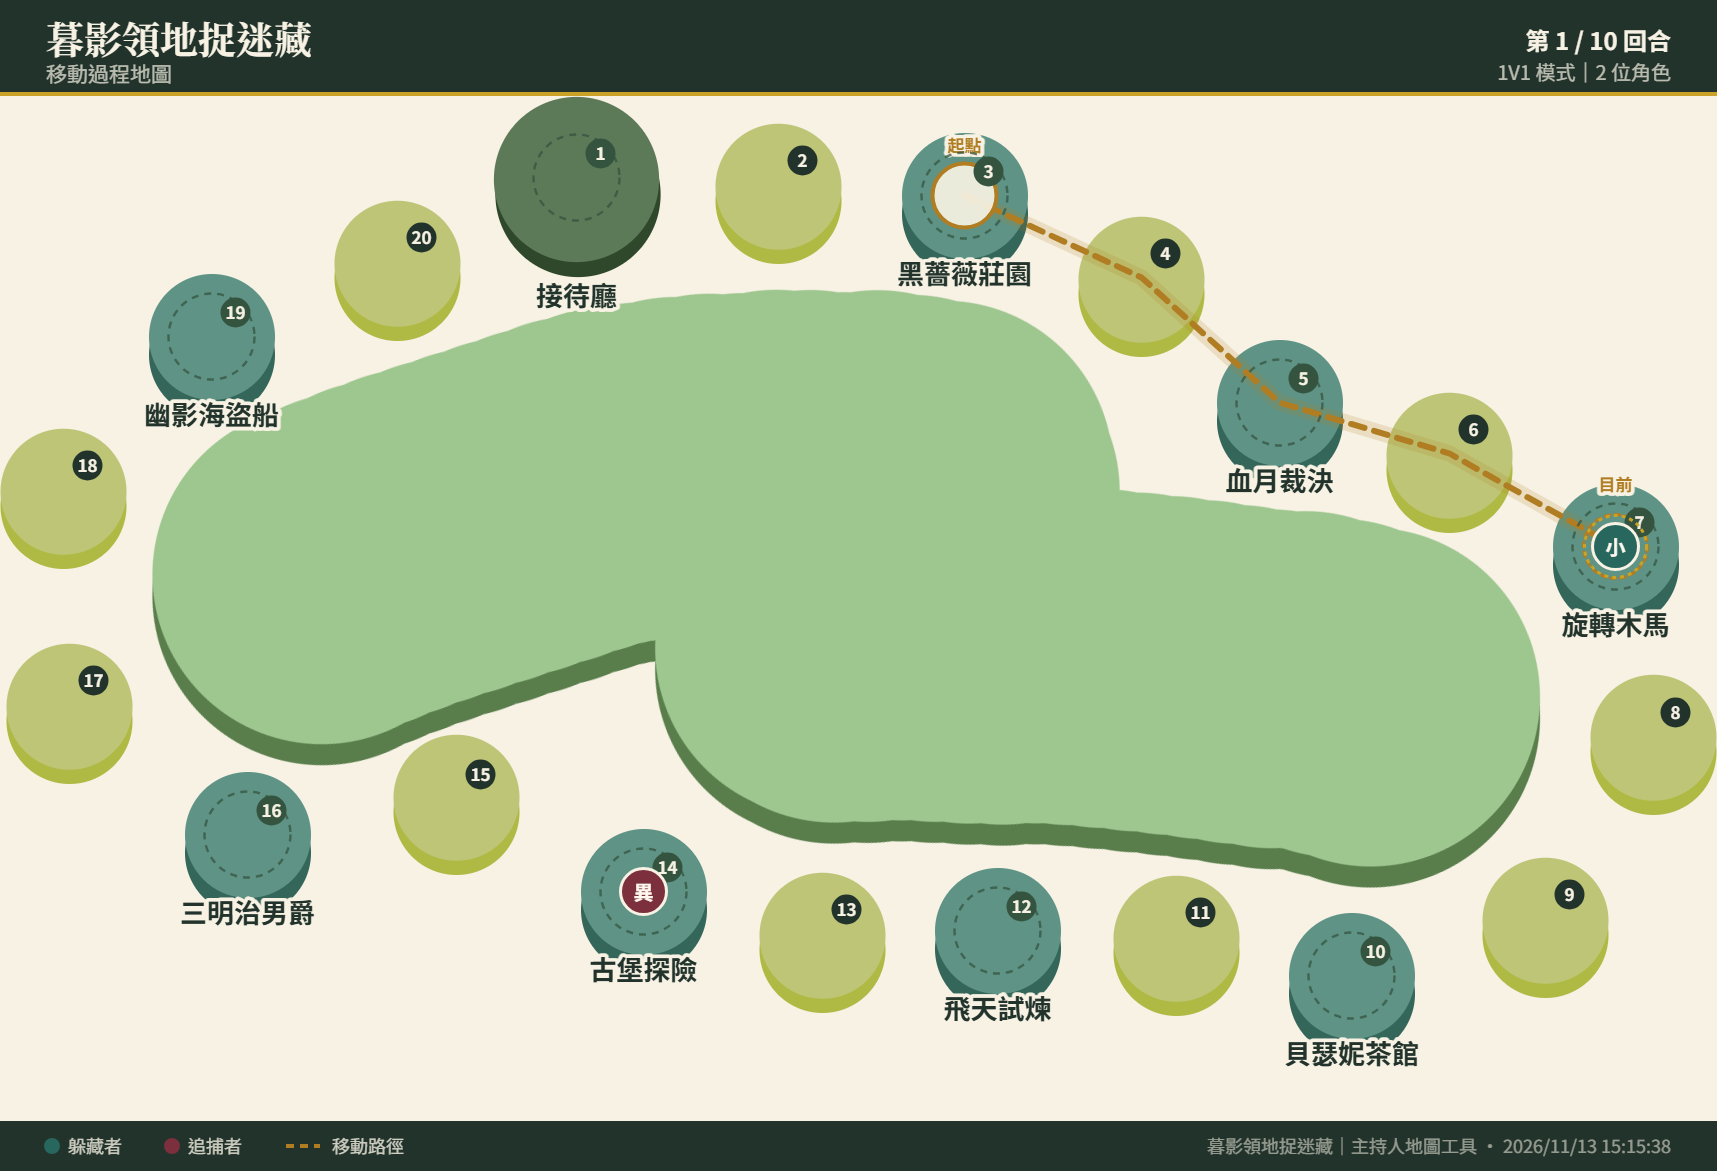 暮影領地捉迷藏
移動過程地圖
第 1 / 10 回合
1V1 模式｜2 位角色
1
接待廳
2
起點
3
黑薔薇莊園
4
5
血月裁決
6
目前
7
小
旋轉木馬
8
9
10
貝瑟妮茶館
11
12
飛天試煉
13
14
異
古堡探險
15
16
三明治男爵
17
18
19
幽影海盜船
20
躲藏者
追捕者
移動路徑
暮影領地捉迷藏｜主持人地圖工具 ・ 2026/11/13 15:15:38